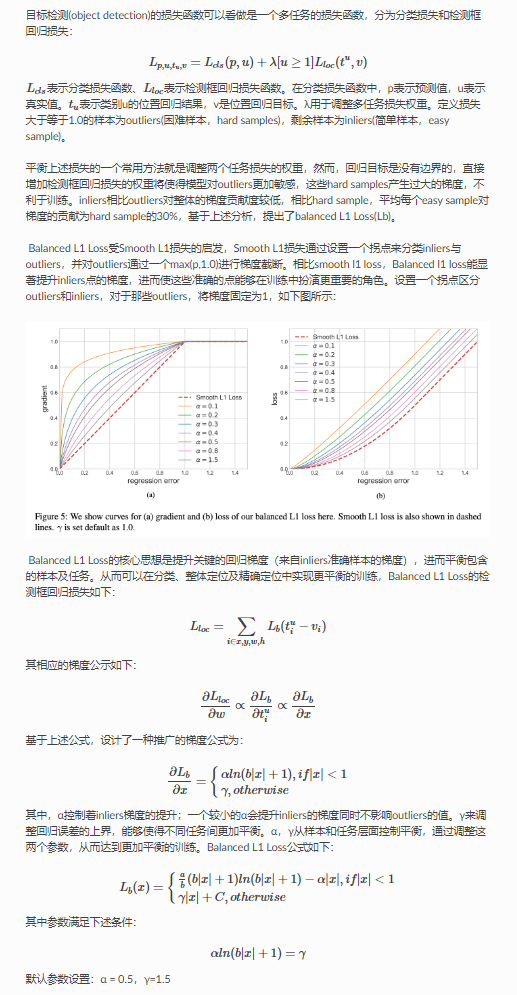 目标检测(object detection)的损失函数可以看做是一个多任务的损失函数，分为分类损失和检测框
回归损失：
L_{p,u,t_u,v} = L_{cls}(p, u) + λ[u ≥ 1]L_{loc}(t^u, v)
L_{cls}表示分类损失函数、L_{loc}表示检测框回归损失函数。在分类损失函数中，p表示预测值，u表示
真实值。t_u表示类别u的位置回归结果，v是位置回归目标。λ用于调整多任务损失权重。定义损失
大于等于1.0的样本为outliers(困难样本，hard samples)，剩余样本为inliers(简单样本，easy
sample)。
平衡上述损失的一个常用方法就是调整两个任务损失的权重，然而，回归目标是没有边界的，直接
增加检测框回归损失的权重将使得模型对outliers更加敏感，这些hard samples产生过大的梯度，不
利于训练。inliers相比outliers对整体的梯度贡献度较低，相比hard sample，平均每个easy sample对
梯度的贡献为hard sample的30%，基于上述分析，提出了balanced L1 Loss(Lb)。
Balanced L1 Loss受Smooth L1损失的启发，Smooth L1损失通过设置一个拐点来分类inliers与
outliers，并对outliers通过一个max(p,1.0)进行梯度截断。相比smooth l1 loss，Balanced l1 loss能显
著提升inliers点的梯度，进而使这些准确的点能够在训练中扮演更重要的角色。设置一个拐点区分
outliers和inliers，对于那些outliers，将梯度固定为1，如下图所示：
1.0
0.8
0.6
0.4
0.2
0.0
gradient
Smooth L1 Loss
α = 0.1
α = 0.2
α = 0.3
α = 0.4
α = 0.5
α = 0.8
α = 1.5
0.0 0.2 0.4 0.6 0.8 1.0 1.2 1.4
regression error
(a)
1.0
0.8
0.6
0.4
0.2
0.0
loss
Smooth L1 Loss
α = 0.1
α = 0.2
α = 0.3
α = 0.4
α = 0.5
α = 0.8
α = 1.5
0.0 0.2 0.4 0.6 0.8 1.0 1.2 1.4
regression error
(b)
Figure 5: We show curves for (a) gradient and (b) loss of our balanced L1 loss here. Smooth L1 loss is also shown in dashed
lines. γ is set default as 1.0.
Balanced L1 Loss的核心思想是提升关键的回归梯度（来自inliers准确样本的梯度），进而平衡包含
的样本及任务。从而可以在分类、整体定位及精确定位中实现更平衡的训练，Balanced L1 Loss的检
测框回归损失如下：
L_{loc} = ∑_{i∈x,y,w,h} L_b(t_i^u − v_i)
其相应的梯度公示如下：
∂L_{loc}/∂w ∝ ∂L_b/∂t_i^u ∝ ∂L_b/∂x
基于上述公式，设计了一种推广的梯度公式为：
∂L_b/∂x = { αln(b|x| + 1), if|x| < 1
γ, otherwise
其中，α控制着inliers梯度的提升；一个较小的α会提升inliers的梯度同时不影响outliers的值。γ来调
整回归误差的上界，能够使得不同任务间更加平衡。α，γ从样本和任务层面控制平衡，通过调整这
两个参数，从而达到更加平衡的训练。Balanced L1 Loss公式如下：
L_b(x) = { a/b(b|x| + 1)ln(b|x| + 1) − α|x|, if|x| < 1
γ|x| + C, otherwise
其中参数满足下述条件：
αln(b|x| + 1) = γ
默认参数设置：α = 0.5，γ=1.5